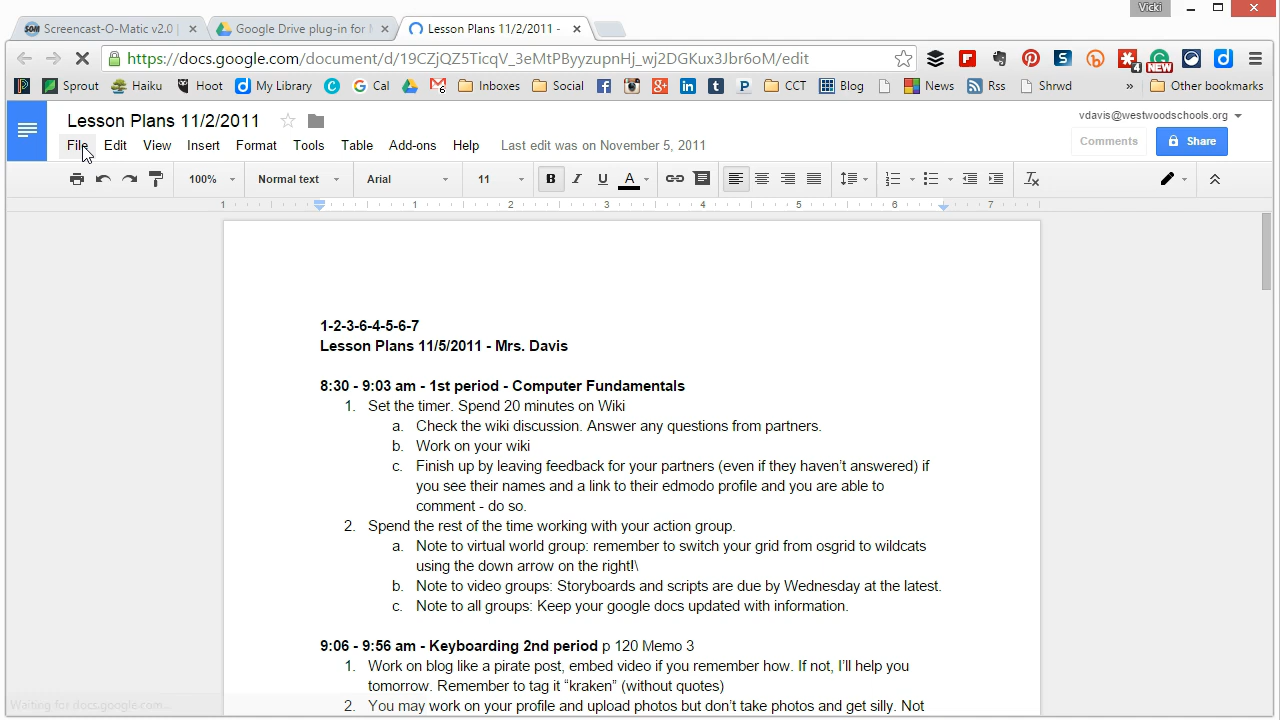 Vicki
Screencast-O-Matic v2.0 |
Google Drive plug-in for
Lesson Plans 11/2/2011 -
https://docs.google.com/document/d/19CZjQZ5TicqV_3eMtPByyzupnHj_wj2DGKux3Jbr6oM/edit
4
NEW
Sprout
Haiku
Hoot
My Library
Cal
6
Inboxes
Social
CCT
Blog
News
Rss
Shrwd
»
Other bookmarks
Lesson Plans 11/2/2011
vdavis@westwoodschools.org
File Edit View Insert Format Tools Table Add-ons Help Last edit was on November 5, 2011
Comments
Share
100% Normal text Arial 11 B I U A
1 1 2 3 4 5 6 7
1-2-3-6-4-5-6-7
Lesson Plans 11/5/2011 - Mrs. Davis
8:30 - 9:03 am - 1st period - Computer Fundamentals
1. Set the timer. Spend 20 minutes on Wiki
a. Check the wiki discussion. Answer any questions from partners.
b. Work on your wiki
c. Finish up by leaving feedback for your partners (even if they haven't answered) if
you see their names and a link to their edmodo profile and you are able to
comment - do so.
2. Spend the rest of the time working with your action group.
a. Note to virtual world group: remember to switch your grid from osgrid to wildcats
using the down arrow on the right!\
b. Note to video groups: Storyboards and scripts are due by Wednesday at the latest.
c. Note to all groups: Keep your google docs updated with information.
9:06 - 9:56 am - Keyboarding 2nd period p 120 Memo 3
1. Work on blog like a pirate post, embed video if you remember how. If not, I'll help you
tomorrow. Remember to tag it “kraken” (without quotes)
2. You may work on your profile and upload photos but don't take photos and get silly. Not
Waiting for docs.google.com...